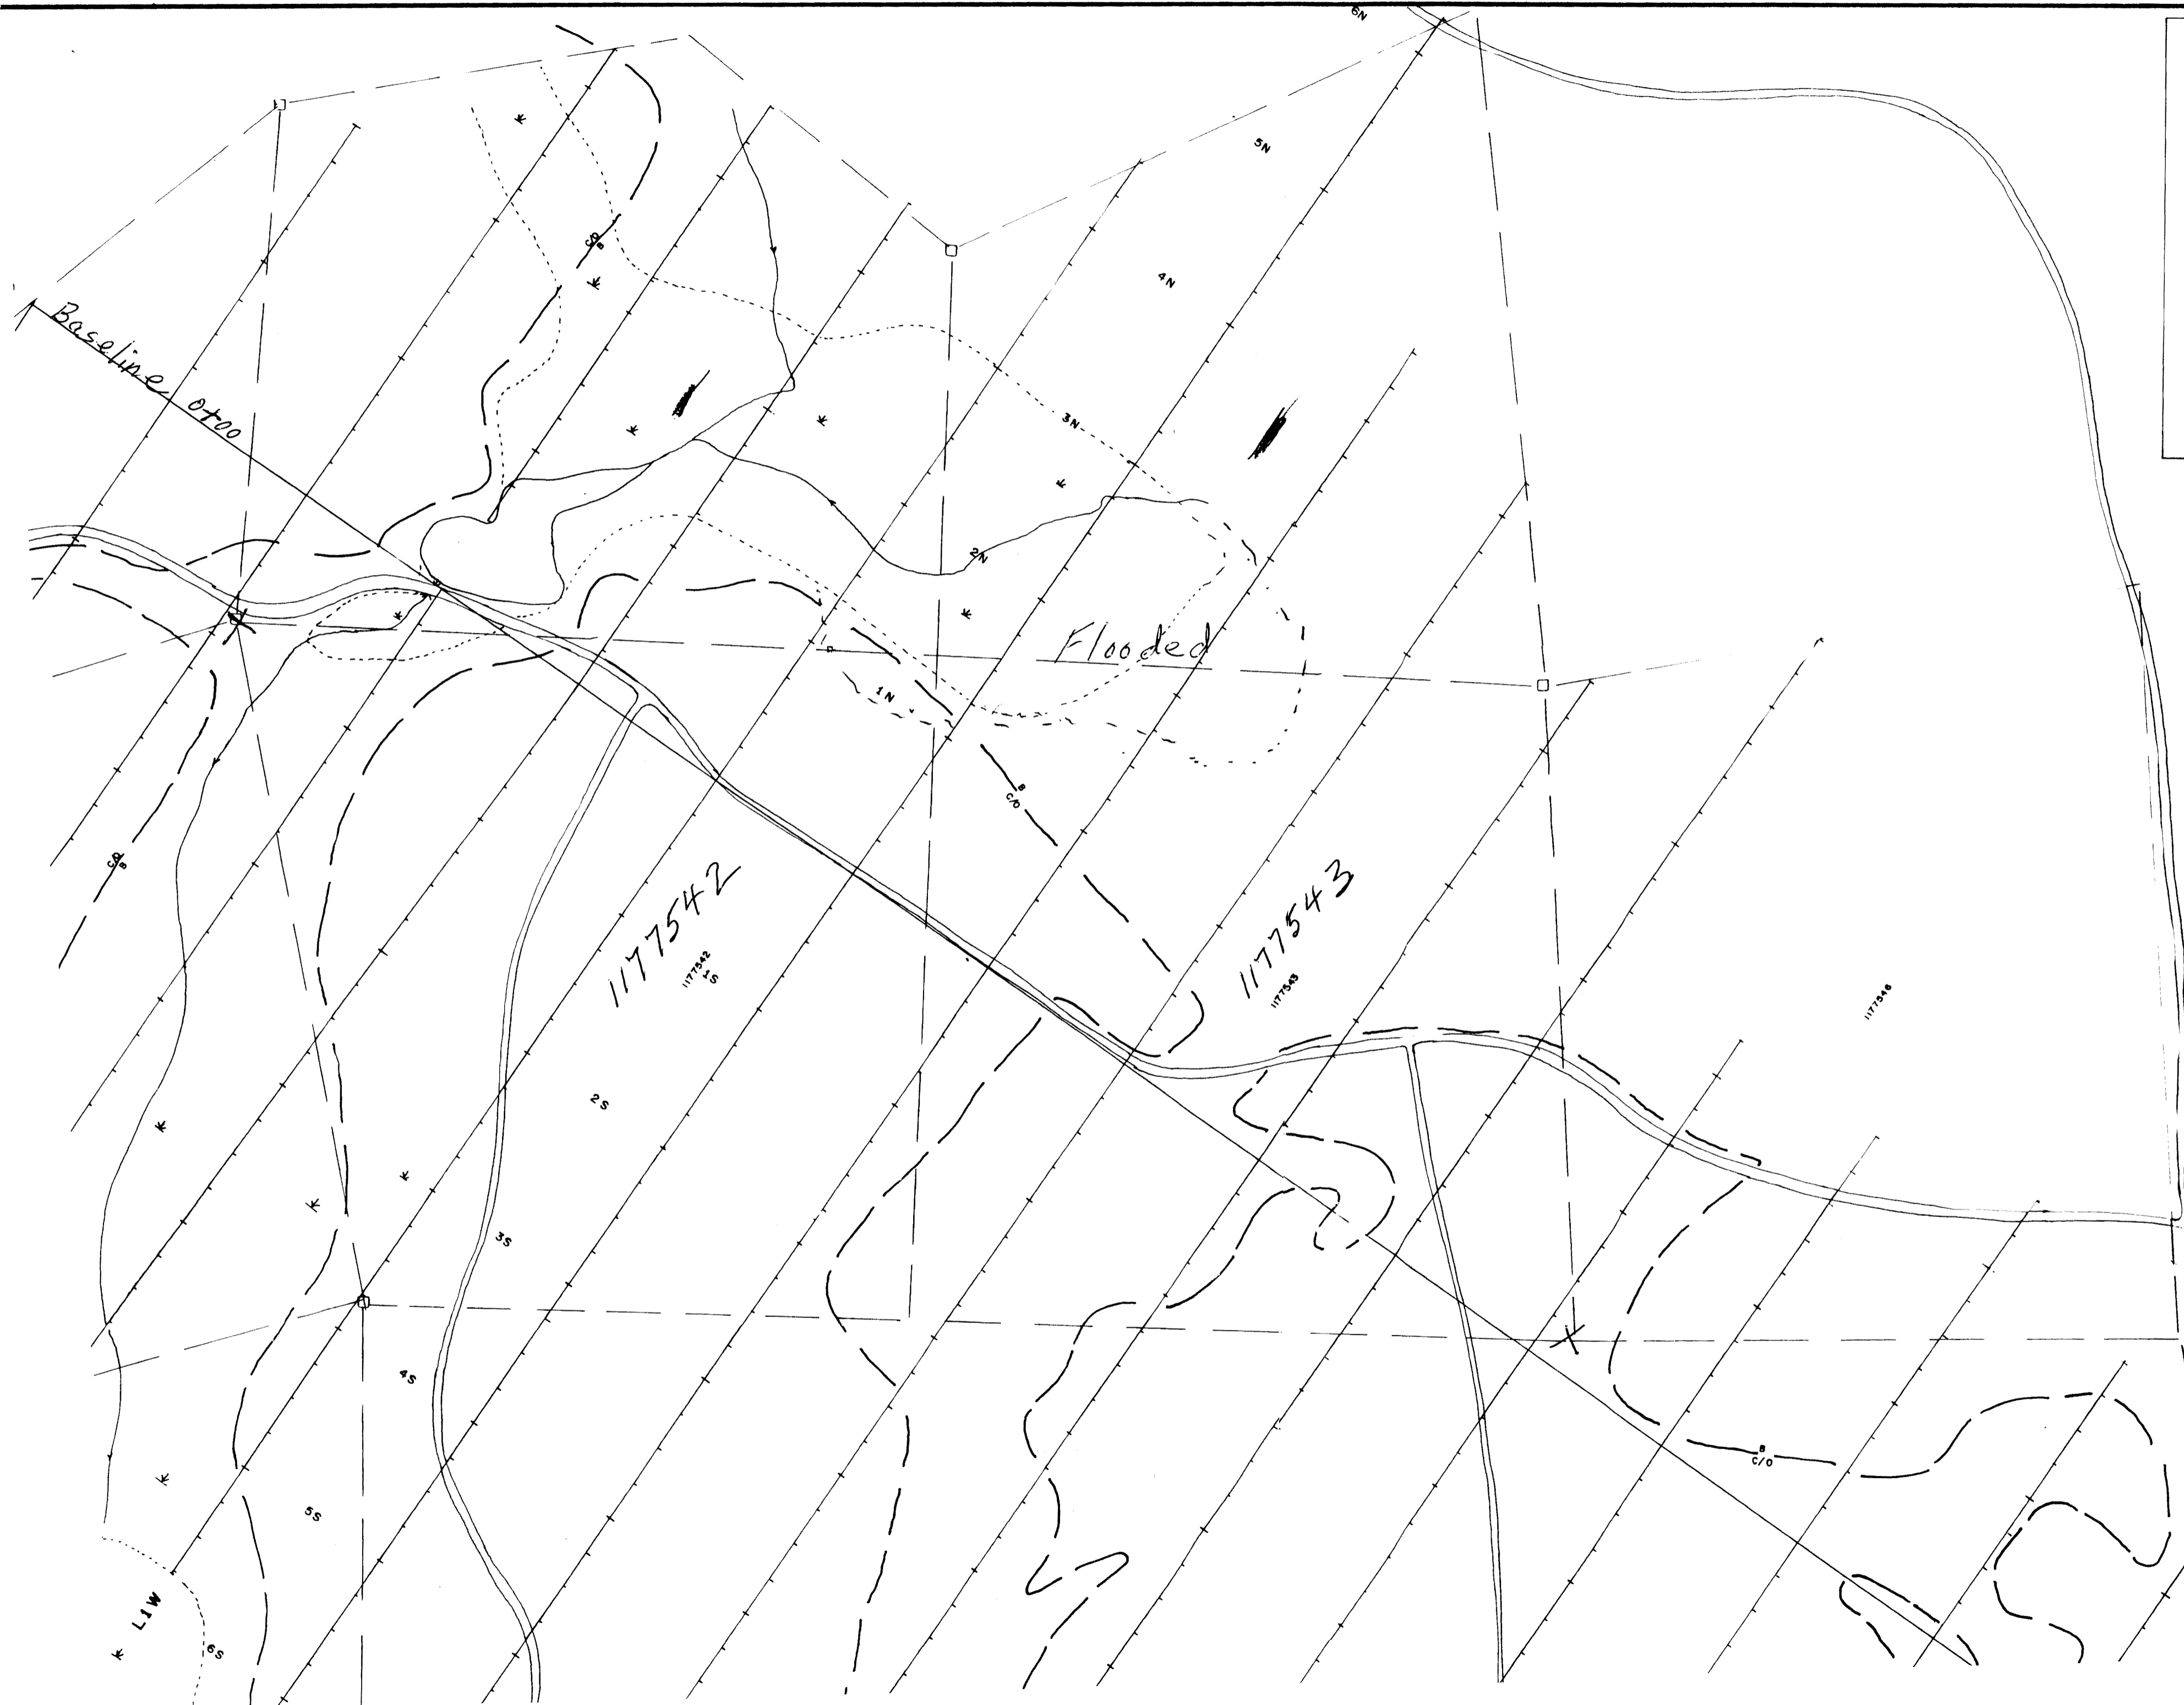 6N
5N
C/O
B
4N
Baseline 0+00
3N
2N
Flooded
1N
B
C/O
C/O
B
1177542
1177542
1S
1177543
1177543
1177546
2S
3S
4S
B
C/O
5S
L1W
6S